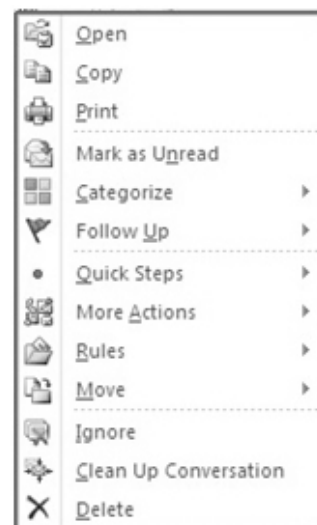 Open
Copy
Print
Mark as Unread
Categorize
Follow Up
Quick Steps
More Actions
Rules
Move
Ignore
Clean Up Conversation
Delete